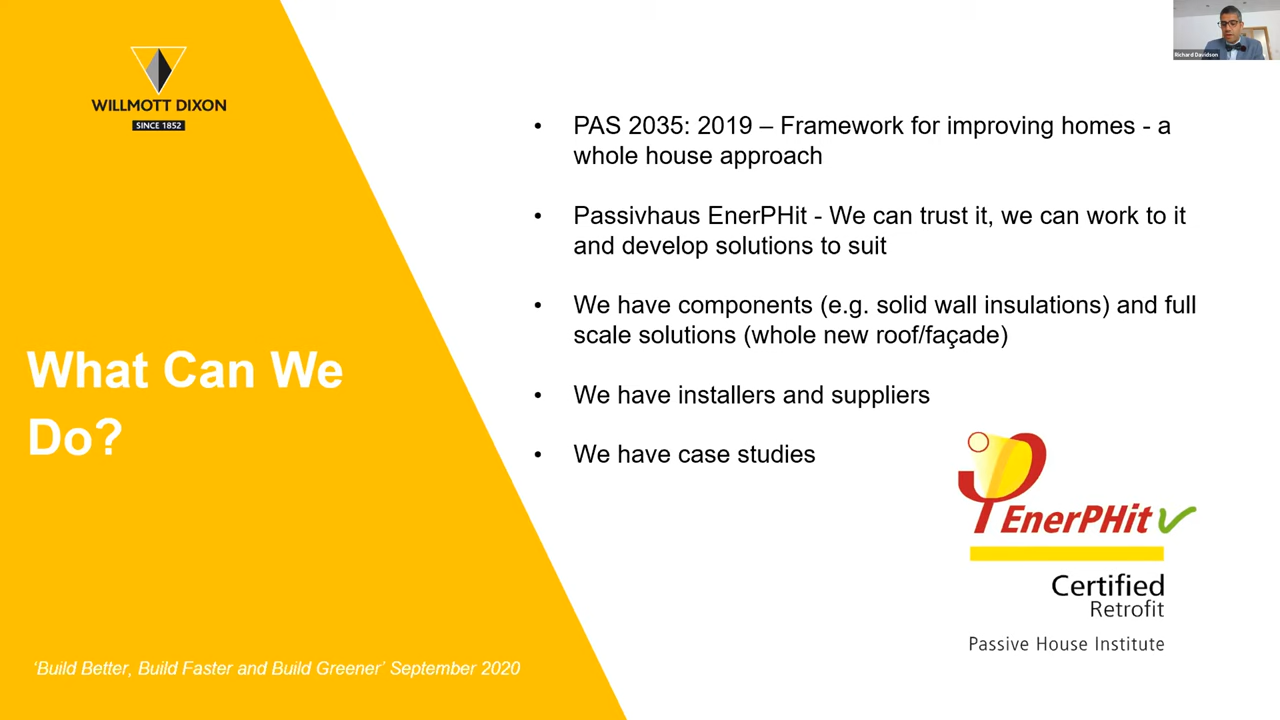 WILLMOTT DIXON
SINCE 1852
What Can We
Do?
'Build Better, Build Faster and Build Greener' September 2020
• PAS 2035: 2019 – Framework for improving homes - a
whole house approach
• Passivhaus EnerPHit - We can trust it, we can work to it
and develop solutions to suit
• We have components (e.g. solid wall insulations) and full
scale solutions (whole new roof/façade)
• We have installers and suppliers
• We have case studies
EnerPHit
Certified
Retrofit
Passive House Institute
Richard Davidson